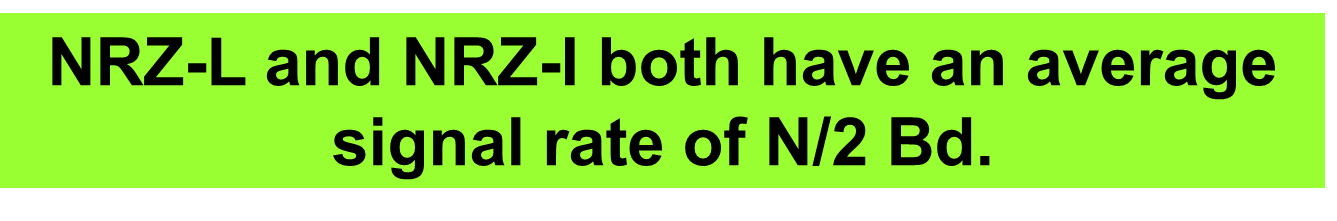 NRZ-L and NRZ-I both have an average
signal rate of N/2 Bd.